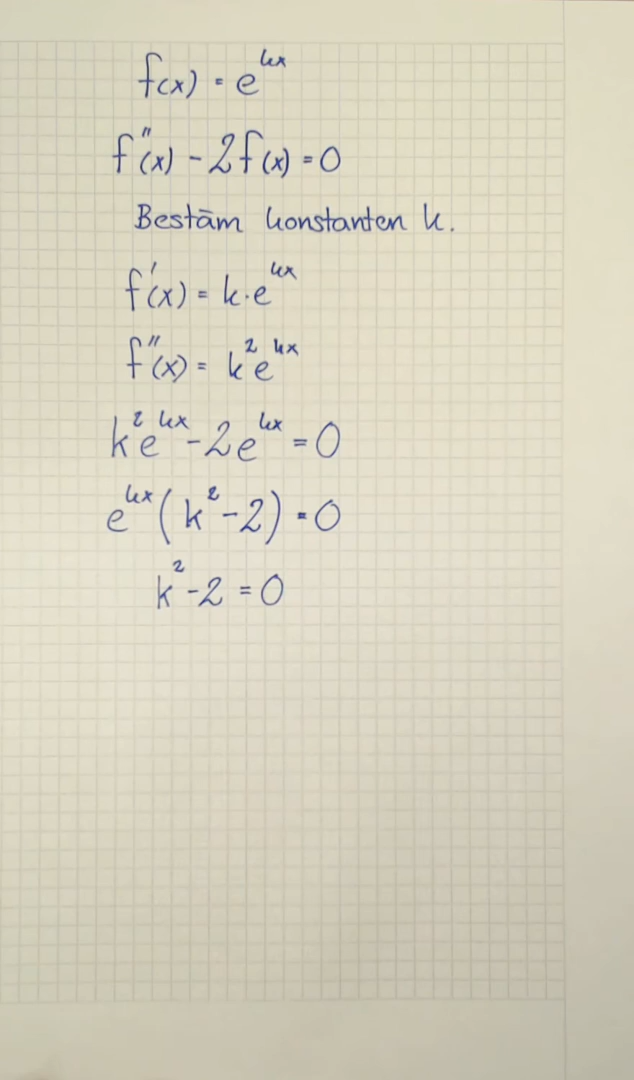 f(x) = e^{kx}
f''(x) - 2f(x) = 0
Bestäm konstanten k.
f'(x) = k·e^{kx}
f''(x) = k²e^{kx}
k²e^{kx} - 2e^{kx} = 0
e^{kx}(k² - 2) = 0
k² - 2 = 0